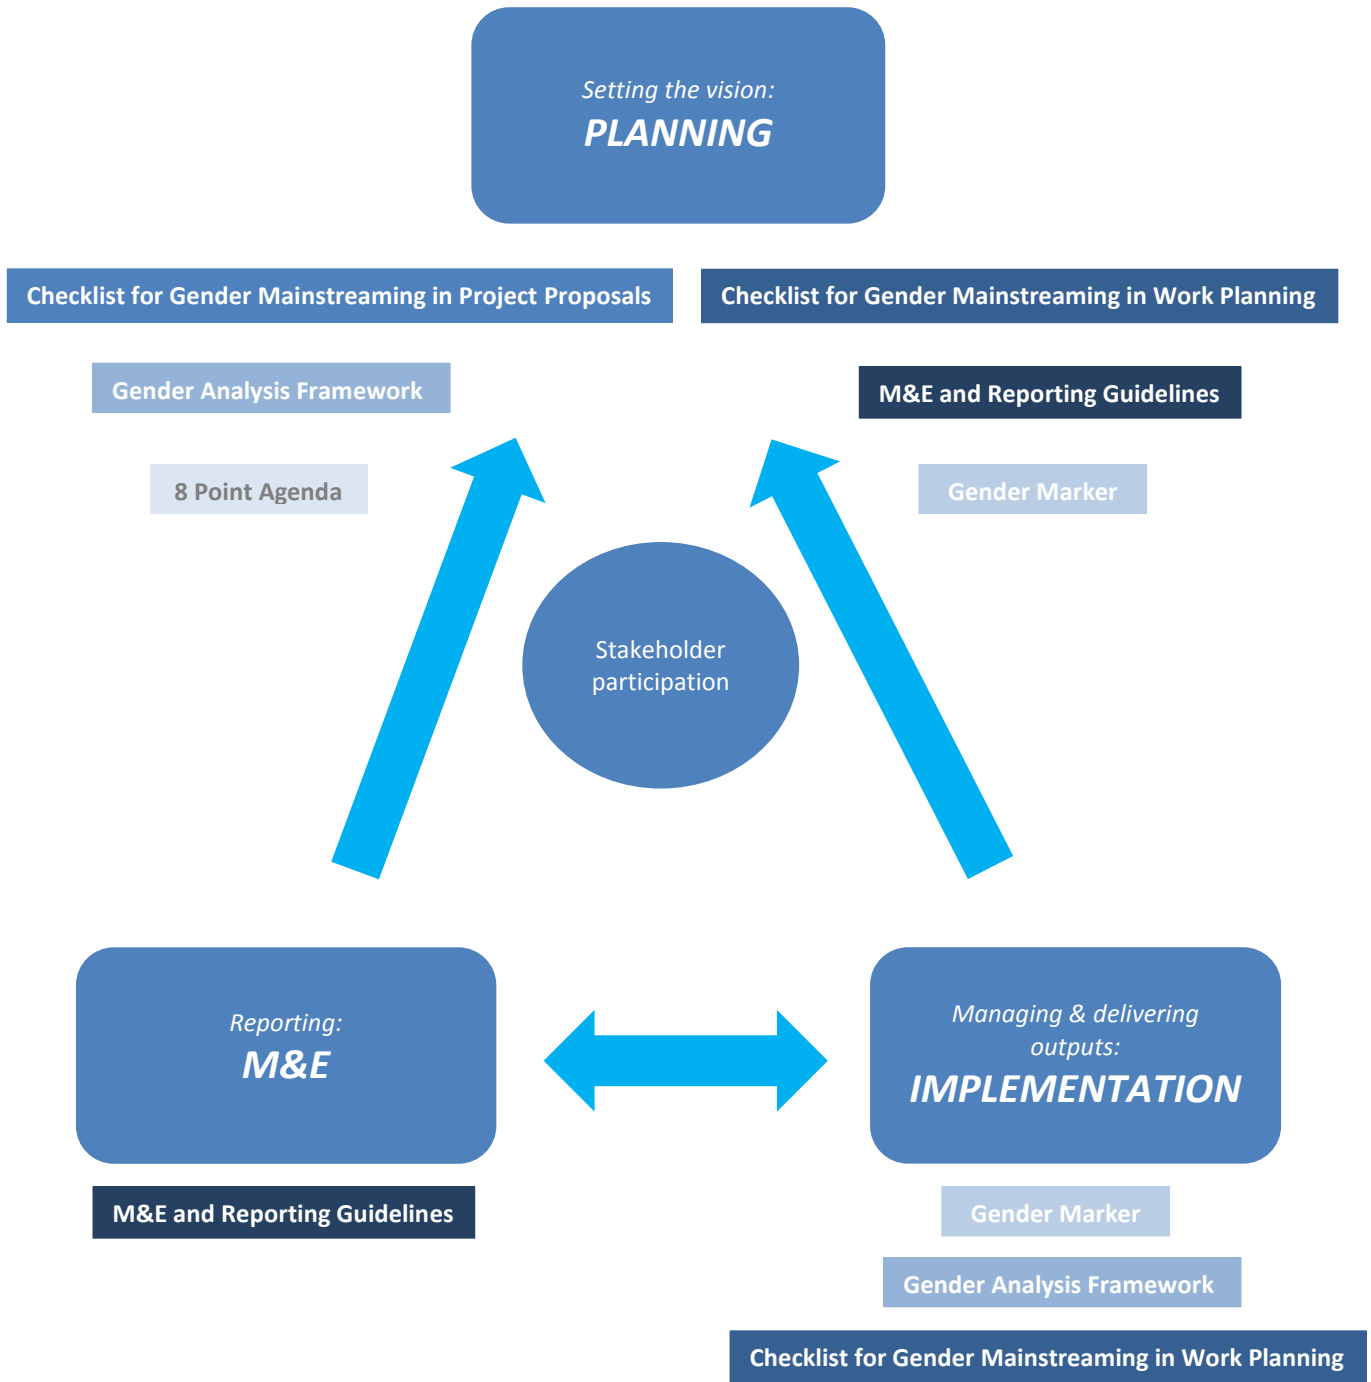 Setting the vision:
PLANNING
Checklist for Gender Mainstreaming in Project Proposals
Checklist for Gender Mainstreaming in Work Planning
Gender Analysis Framework
M&E and Reporting Guidelines
8 Point Agenda
Gender Marker
Stakeholder
participation
Reporting:
M&E
Managing & delivering
outputs:
IMPLEMENTATION
M&E and Reporting Guidelines
Gender Marker
Gender Analysis Framework
Checklist for Gender Mainstreaming in Work Planning